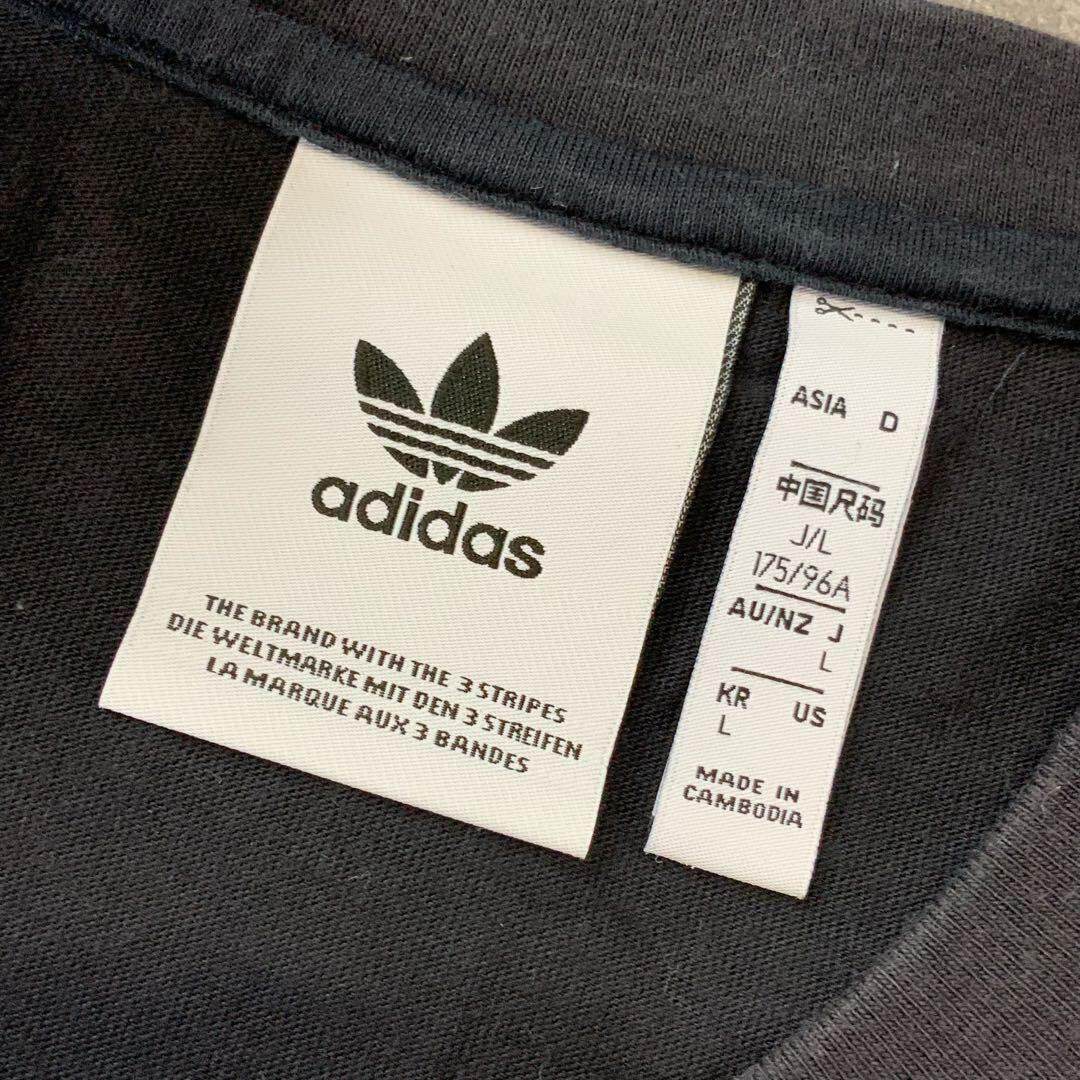 adidas
THE BRAND WITH THE 3 STRIPES
DIE WELTMARKE MIT DEN 3 STREIFEN
LA MARQUE AUX 3 BANDES
ASIA D
中国尺码
J/L
175/96A
AU/NZ J
L
KR US
L
MADE IN
CAMBODIA